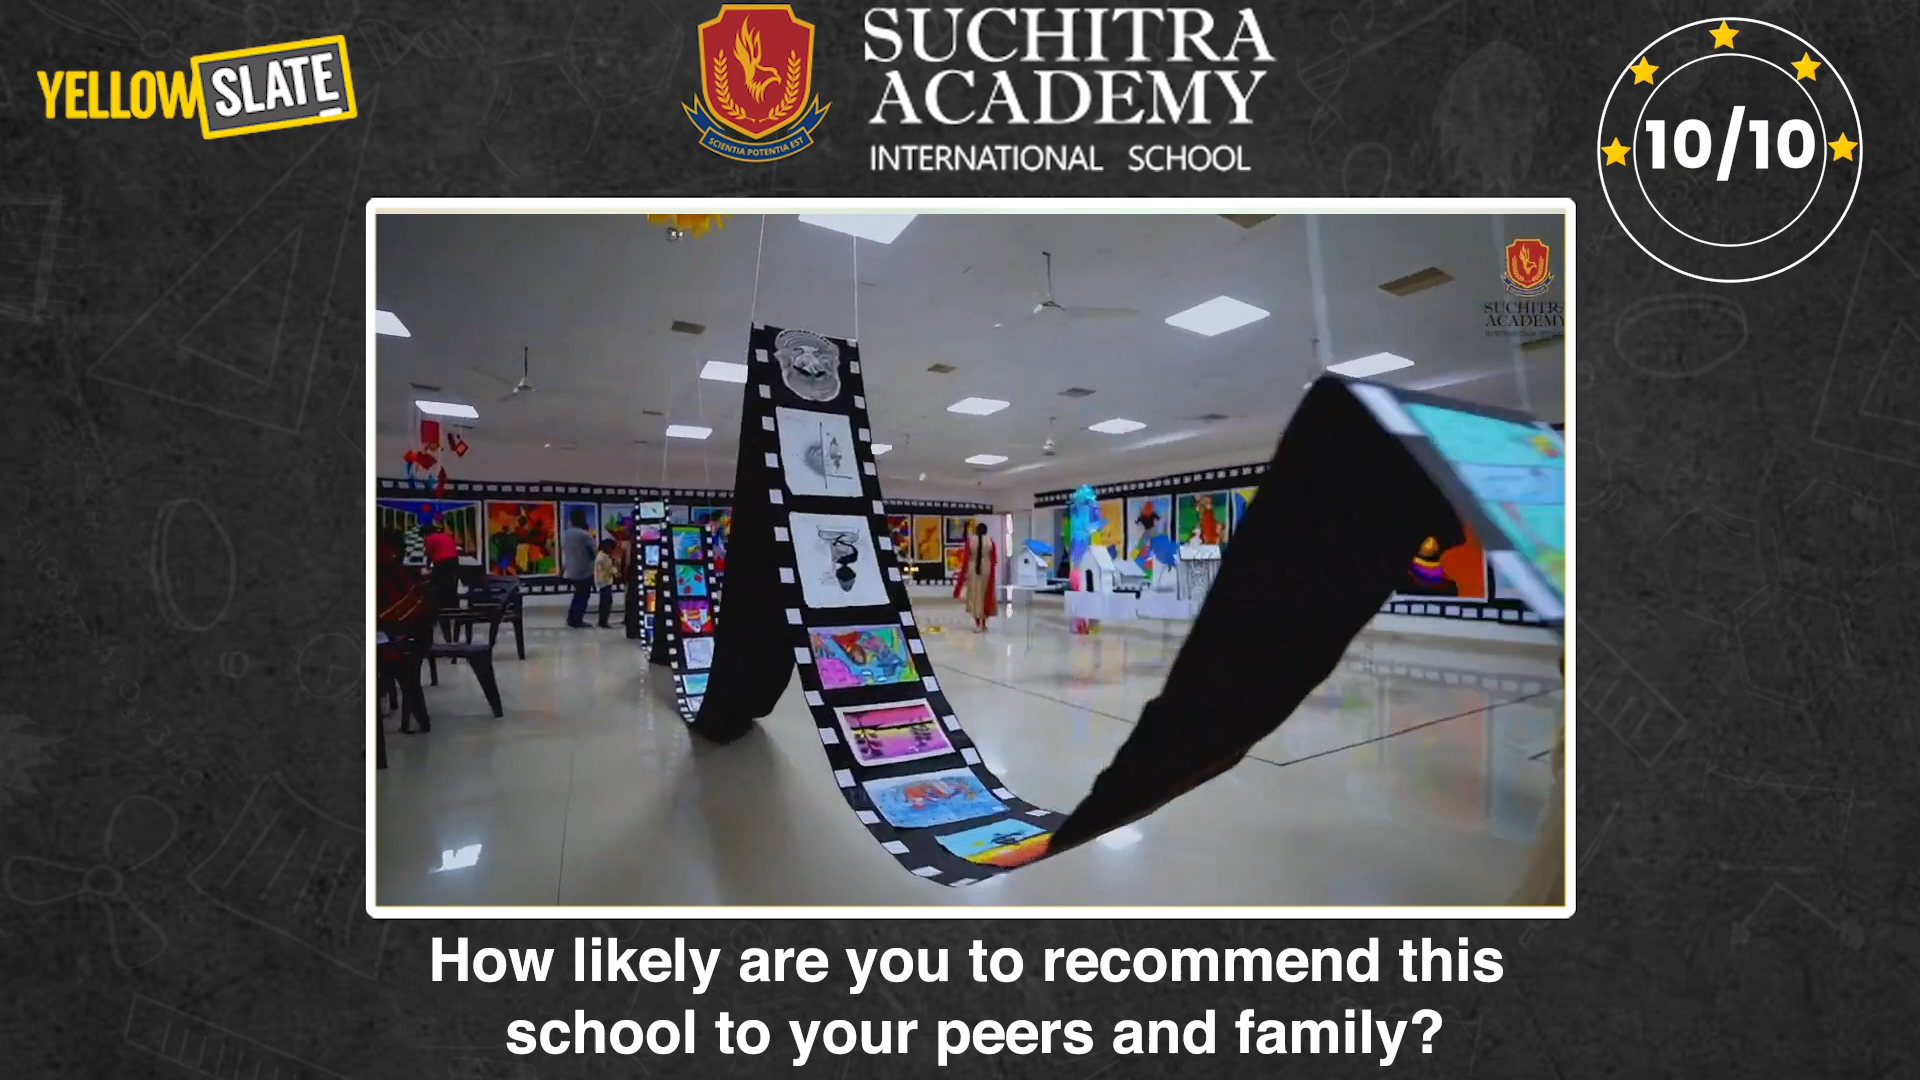 YELLOW SLATE
SUCHITRA
ACADEMY
INTERNATIONAL SCHOOL
SCIENTIA POTENTIA EST
10/10
SUCHITRA
ACADEMY
How likely are you to recommend this
school to your peers and family?